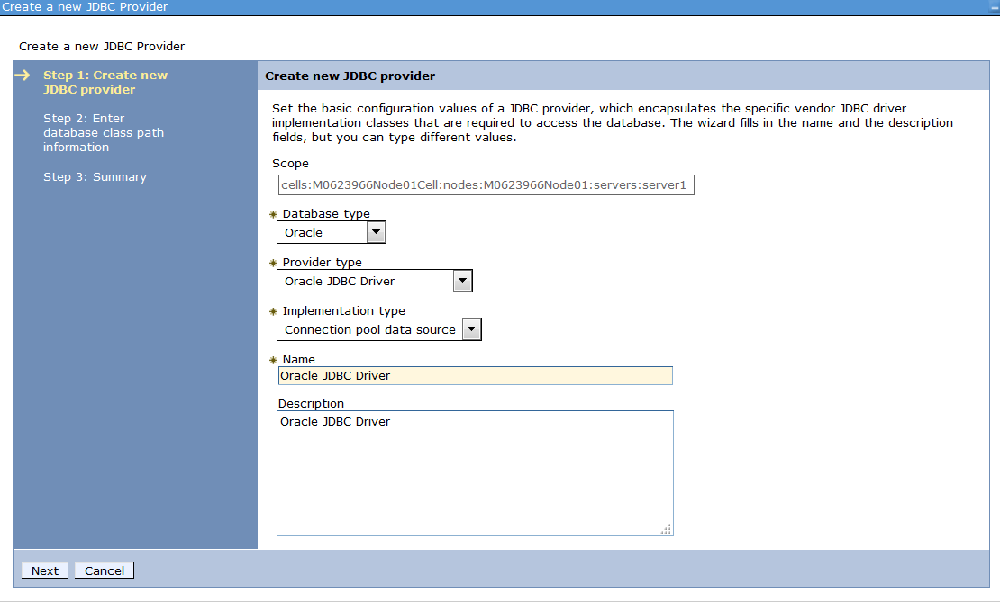 Create a new JDBC Provider
Create a new JDBC Provider
Step 1: Create new
JDBC provider
Step 2: Enter
database class path
information
Step 3: Summary
Create new JDBC provider
Set the basic configuration values of a JDBC provider, which encapsulates the specific vendor JDBC driver
implementation classes that are required to access the database. The wizard fills in the name and the description
fields, but you can type different values.
Scope
cells:M0623966Node01Cell:nodes:M0623966Node01:servers:server1
Database type
Oracle
Provider type
Oracle JDBC Driver
Implementation type
Connection pool data source
Name
Oracle JDBC Driver
Description
Oracle JDBC Driver
Next Cancel